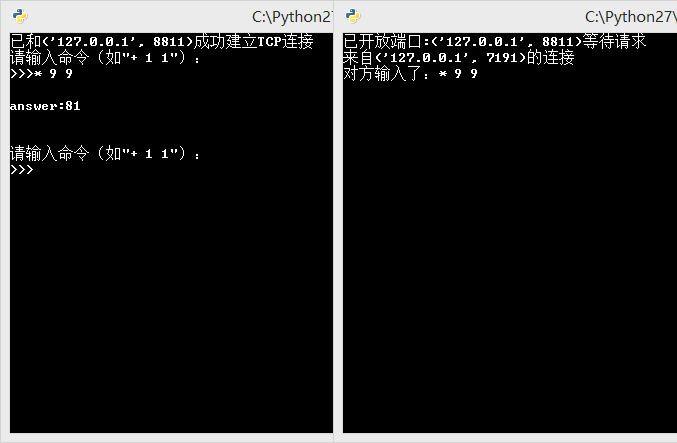 C:\Python27
已和('127.0.0.1', 8811)成功建立TCP连接
请输入命令（如"+ 1 1"）：
>>>* 9 9
answer:81
请输入命令（如"+ 1 1"）：
>>>
C:\Python27\
已开放端口:('127.0.0.1', 8811)等待请求
来自('127.0.0.1', 7191)的连接
对方输入了：* 9 9